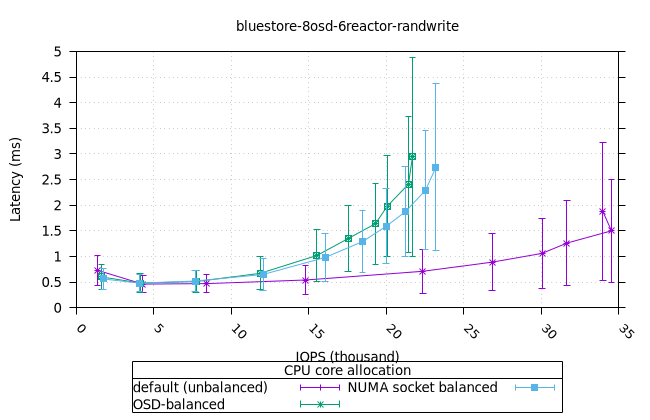 bluestore-8osd-6reactor-randwrite
5
4.5
4
3.5
3
2.5
2
1.5
1
0.5
0
Latency (ms)
0 5 10 15 20 25 30 35
IOPS (thousand)
CPU core allocation
default (unbalanced) NUMA socket balanced
OSD-balanced